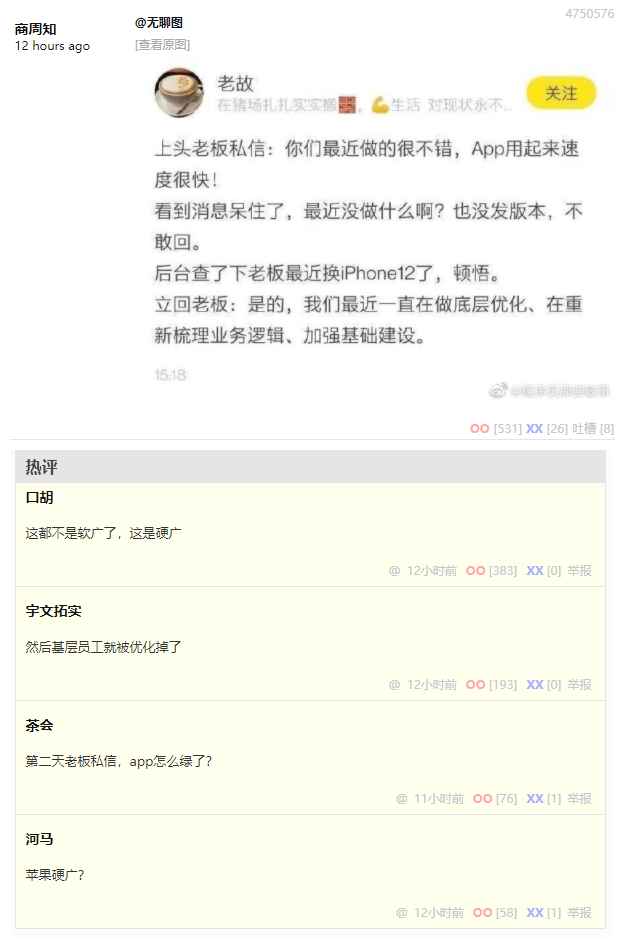 4750576
商周知
12 hours ago
@无聊图
[查看原图]
老故
在猪场扎扎实实搬🧱，💪生活 对现状永不...
关注
上头老板私信：你们最近做的很不错，App用起来速
度很快！
看到消息呆住了，最近没做什么啊？也没发版本，不
敢回。
后台查了下老板最近换iPhone12了，顿悟。
立回老板：是的，我们最近一直在做底层优化、在重
新梳理业务逻辑、加强基础建设。
15:18
@程序员那些破事
OO [531] XX [26] 吐槽 [8]
热评
口胡
这都不是软广了，这是硬广
@ 12小时前 OO [383] XX [0] 举报
宇文拓实
然后基层员工就被优化掉了
@ 12小时前 OO [193] XX [0] 举报
茶会
第二天老板私信，app怎么绿了？
@ 11小时前 OO [76] XX [1] 举报
河马
苹果硬广？
@ 12小时前 OO [58] XX [1] 举报